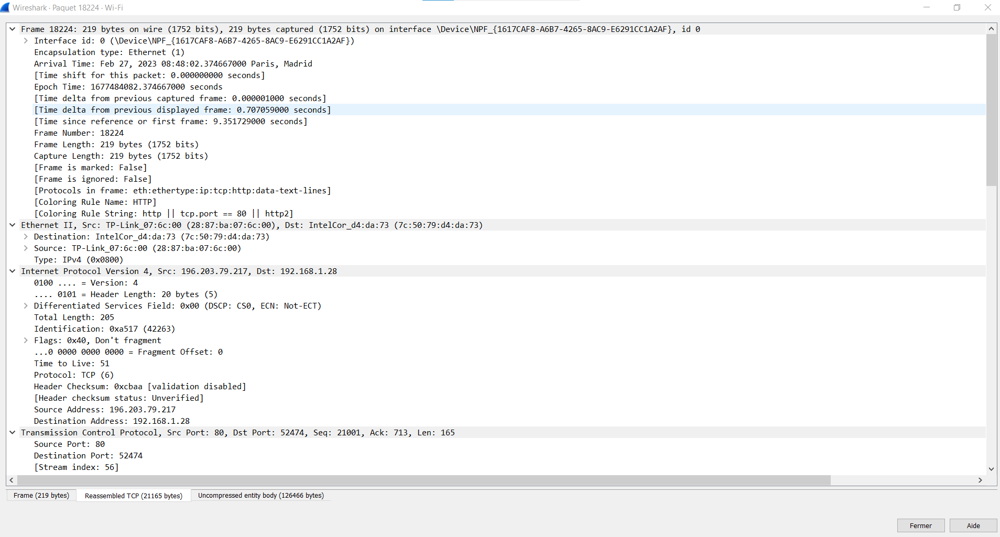 Wireshark · Paquet 18224 · Wi-Fi
Frame 18224: 219 bytes on wire (1752 bits), 219 bytes captured (1752 bits) on interface \Device\NPF_{1617CAF8-A6B7-4265-8AC9-E6291CC1A2AF}, id 0
Interface id: 0 (\Device\NPF_{1617CAF8-A6B7-4265-8AC9-E6291CC1A2AF})
Encapsulation type: Ethernet (1)
Arrival Time: Feb 27, 2023 08:48:02.374667000 Paris, Madrid
[Time shift for this packet: 0.000000000 seconds]
Epoch Time: 1677484082.374667000 seconds
[Time delta from previous captured frame: 0.000001000 seconds]
[Time delta from previous displayed frame: 0.707059000 seconds]
[Time since reference or first frame: 9.351729000 seconds]
Frame Number: 18224
Frame Length: 219 bytes (1752 bits)
Capture Length: 219 bytes (1752 bits)
[Frame is marked: False]
[Frame is ignored: False]
[Protocols in frame: eth:ethertype:ip:tcp:http:data-text-lines]
[Coloring Rule Name: HTTP]
[Coloring Rule String: http || tcp.port == 80 || http2]
Ethernet II, Src: TP-Link_07:6c:00 (28:87:ba:07:6c:00), Dst: IntelCor_d4:da:73 (7c:50:79:d4:da:73)
Destination: IntelCor_d4:da:73 (7c:50:79:d4:da:73)
Source: TP-Link_07:6c:00 (28:87:ba:07:6c:00)
Type: IPv4 (0x0800)
Internet Protocol Version 4, Src: 196.203.79.217, Dst: 192.168.1.28
0100 .... = Version: 4
.... 0101 = Header Length: 20 bytes (5)
Differentiated Services Field: 0x00 (DSCP: CS0, ECN: Not-ECT)
Total Length: 205
Identification: 0xa517 (42263)
Flags: 0x40, Don't fragment
...0 0000 0000 0000 = Fragment Offset: 0
Time to Live: 51
Protocol: TCP (6)
Header Checksum: 0xcbaa [validation disabled]
[Header checksum status: Unverified]
Source Address: 196.203.79.217
Destination Address: 192.168.1.28
Transmission Control Protocol, Src Port: 80, Dst Port: 52474, Seq: 21001, Ack: 713, Len: 165
Source Port: 80
Destination Port: 52474
[Stream index: 56]
Frame (219 bytes) Reassembled TCP (21165 bytes) Uncompressed entity body (126466 bytes)
Fermer Aide